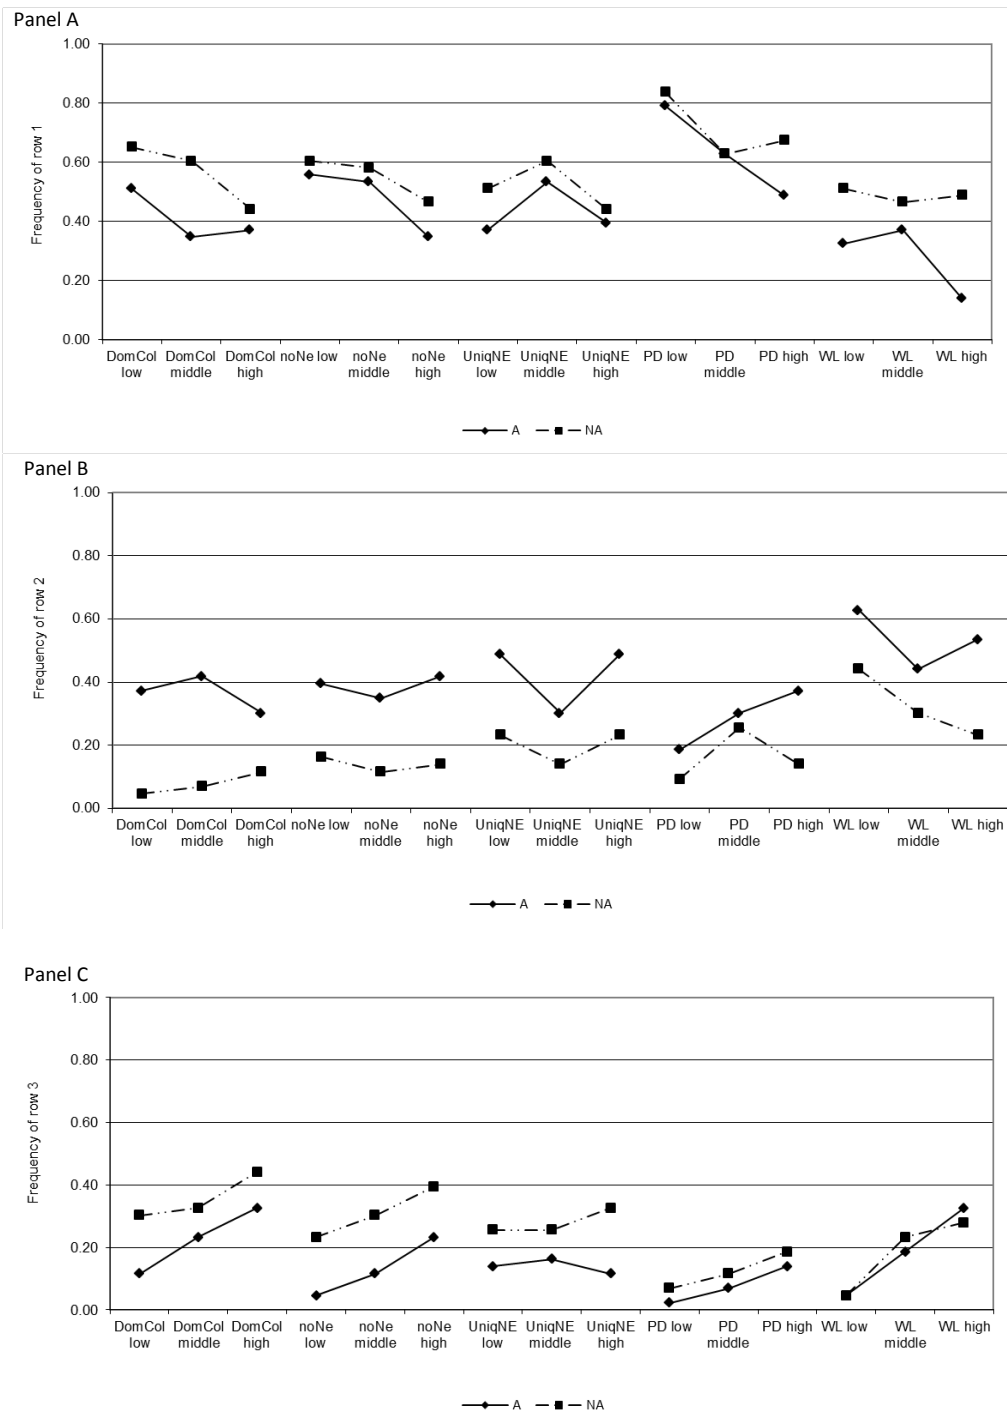 Panel A
1.00
0.80
0.60
0.40
0.20
0.00
Frequency of row 1
DomCol low
DomCol middle
DomCol high
noNe low
noNe middle
noNe high
UniqNE low
UniqNE middle
UniqNE high
PD low
PD middle
PD high
WL low
WL middle
WL high
A
NA
Panel B
1.00
0.80
0.60
0.40
0.20
0.00
Frequency of row 2
DomCol low
DomCol middle
DomCol high
noNe low
noNe middle
noNe high
UniqNE low
UniqNE middle
UniqNE high
PD low
PD middle
PD high
WL low
WL middle
WL high
A
NA
Panel C
1.00
0.80
0.60
0.40
0.20
0.00
Frequency of row 3
DomCol low
DomCol middle
DomCol high
noNe low
noNe middle
noNe high
UniqNE low
UniqNE middle
UniqNE high
PD low
PD middle
PD high
WL low
WL middle
WL high
A
NA